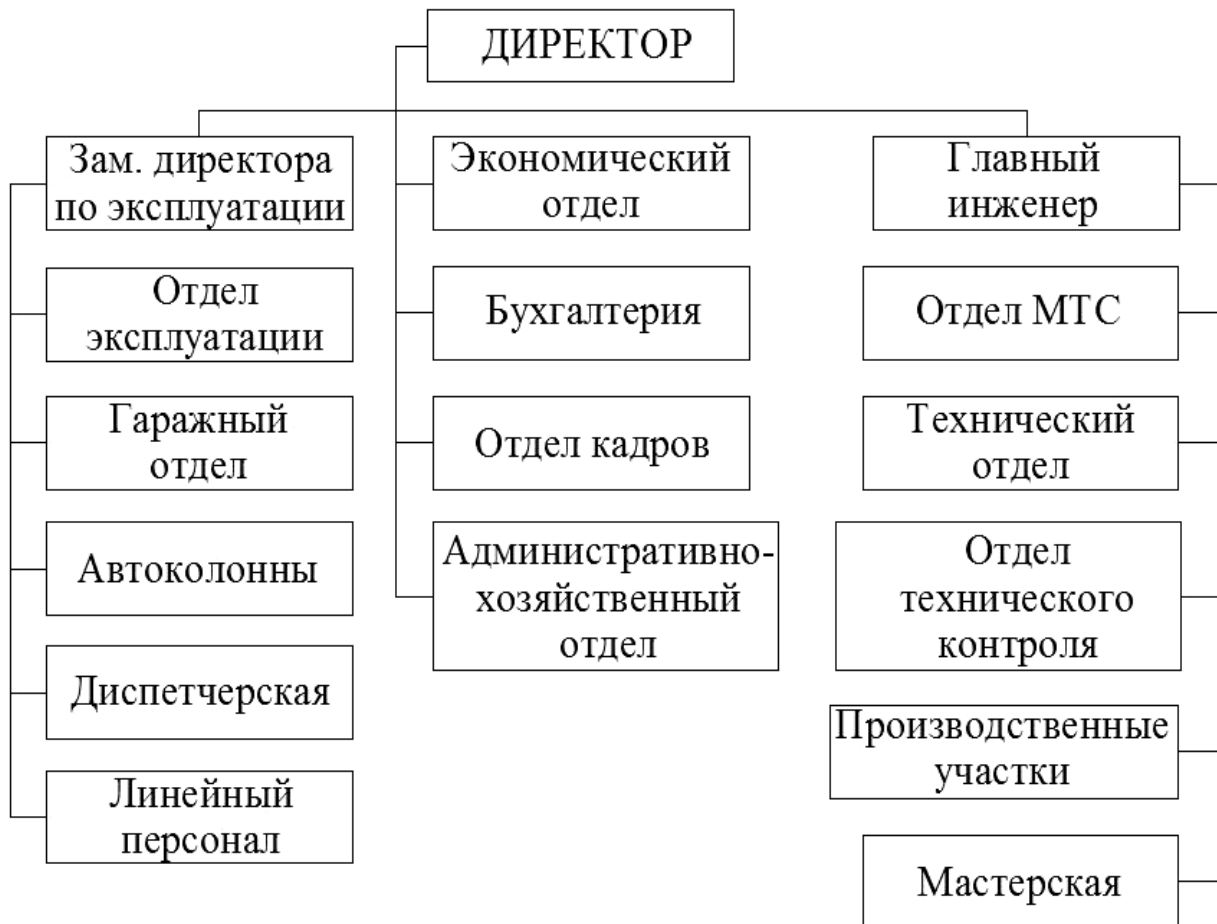 ДИРЕКТОР
Зам. директора
по эксплуатации
Экономический
отдел
Главный
инженер
Отдел
эксплуатации
Бухгалтерия
Отдел МТС
Гаражный
отдел
Отдел кадров
Технический
отдел
Автоколонны
Административно-
хозяйственный
отдел
Отдел
технического
контроля
Диспетчерская
Производственные
участки
Линейный
персонал
Мастерская